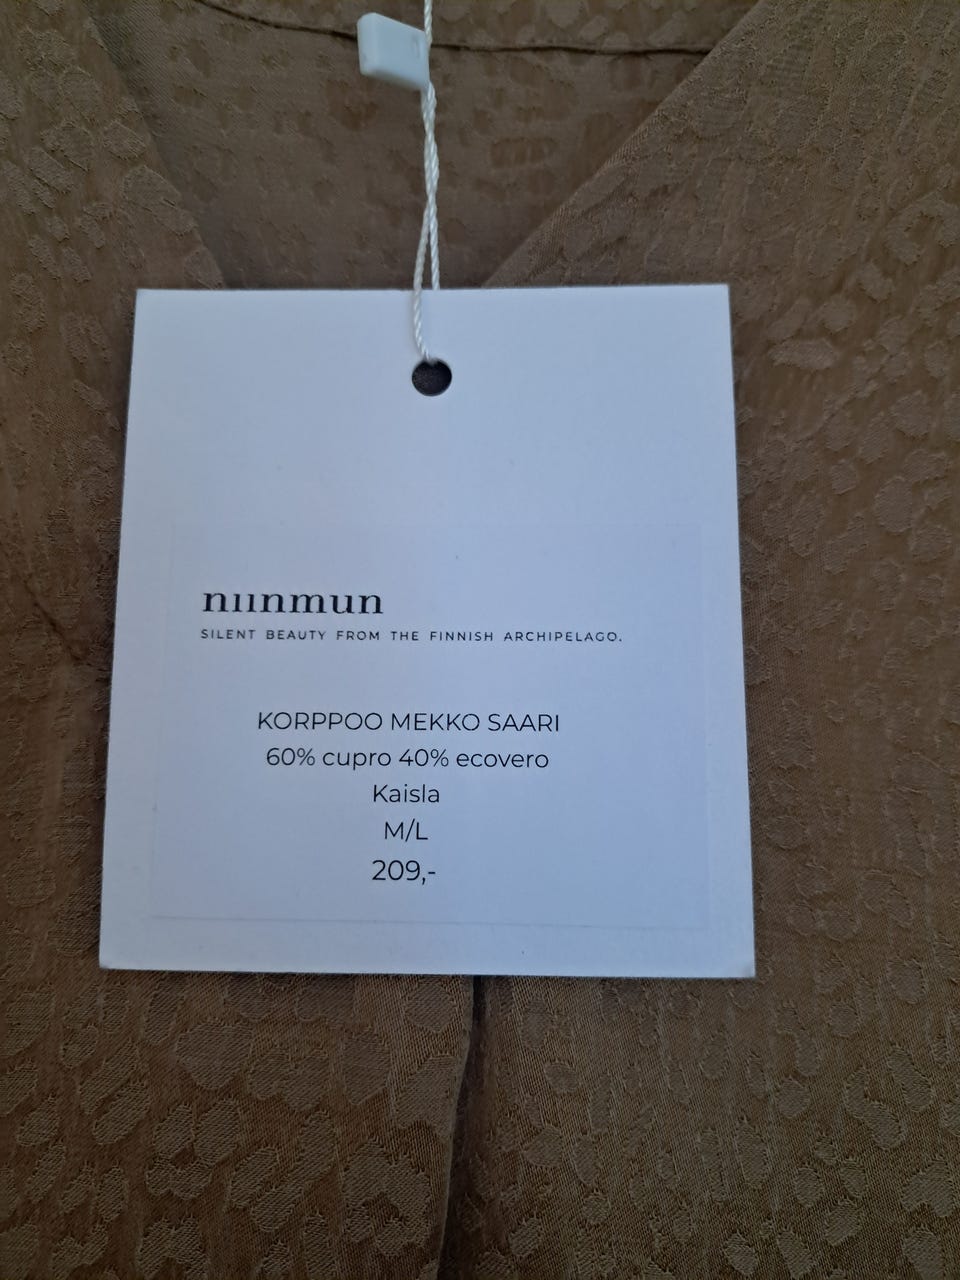 niinmun
SILENT BEAUTY FROM THE FINNISH ARCHIPELAGO.
KORPPOO MEKKO SAARI
60% cupro 40% ecovero
Kaisla
M/L
209,-